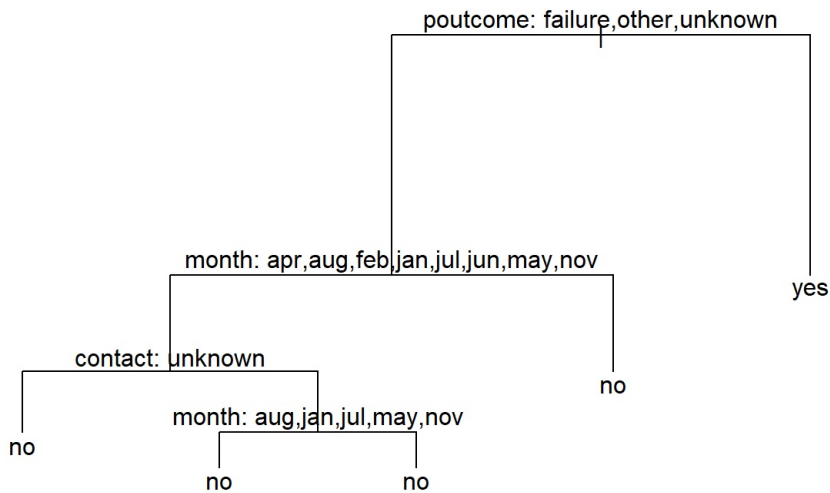 poutcome: failure,other,unknown
month: apr,aug,feb,jan,jul,jun,may,nov
yes
contact: unknown
no
month: aug,jan,jul,may,nov
no
no
no